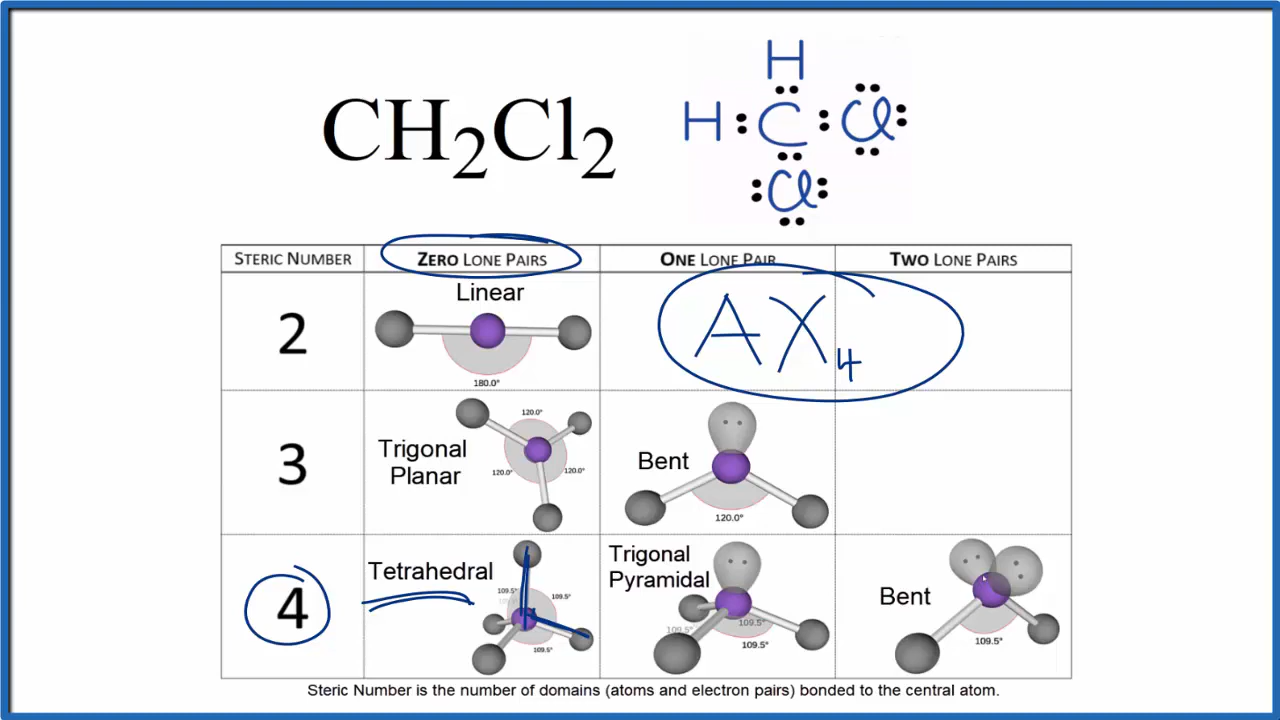 CH₂Cl₂
H
H : C : Cl
Cl
STERIC NUMBER ZERO LONE PAIRS ONE LONE PAIR TWO LONE PAIRS
2
Linear
180.0°
AX₄
3
Trigonal
Planar
120.0°
120.0°
120.0°
Bent
120.0°
4
Tetrahedral
109.5°
109.5°
109.5°
Trigonal
Pyramidal
109.5°
109.5°
109.5°
Bent
109.5°
Steric Number is the number of domains (atoms and electron pairs) bonded to the central atom.